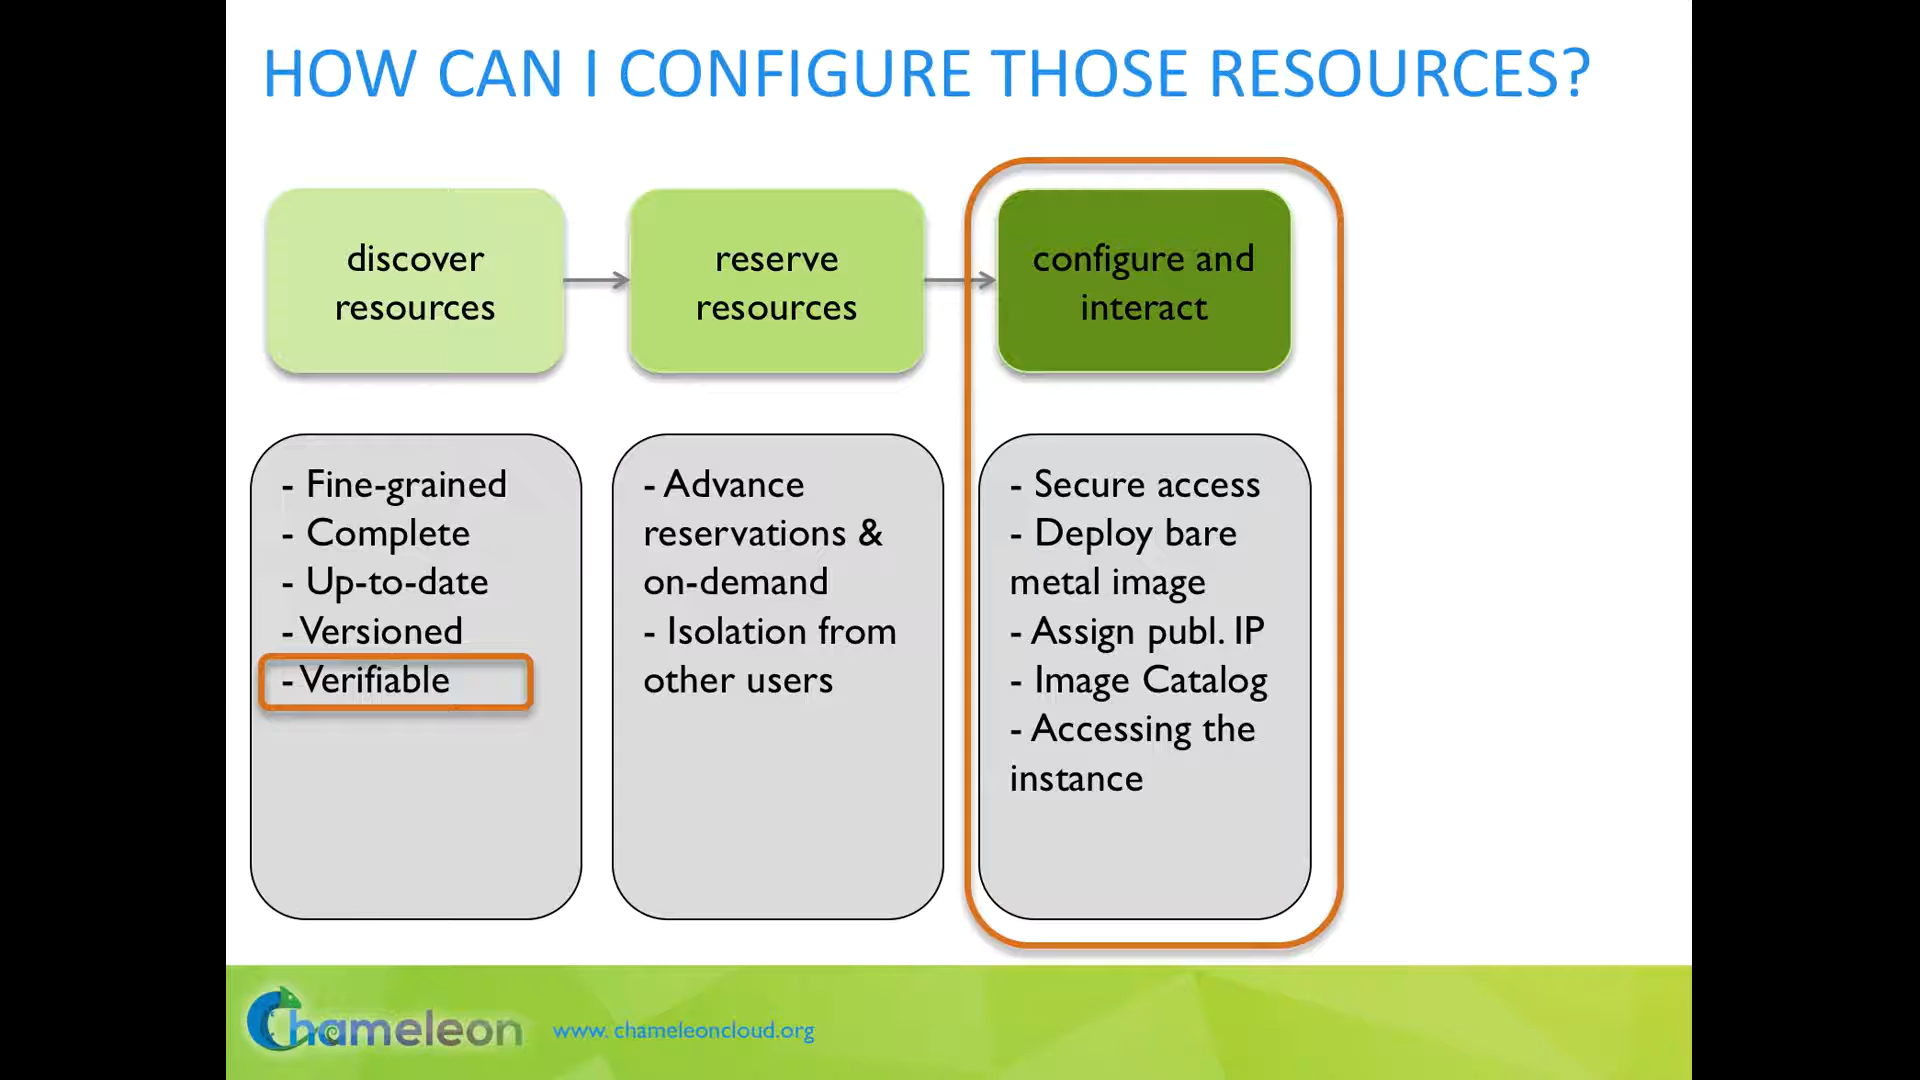 HOW CAN I CONFIGURE THOSE RESOURCES?
discover
resources
reserve
resources
configure and
interact
- Fine-grained
- Complete
- Up-to-date
- Versioned
- Verifiable
- Advance
reservations &
on-demand
- Isolation from
other users
- Secure access
- Deploy bare
metal image
- Assign publ. IP
- Image Catalog
- Accessing the
instance
Chameleon
www. chameleoncloud.org